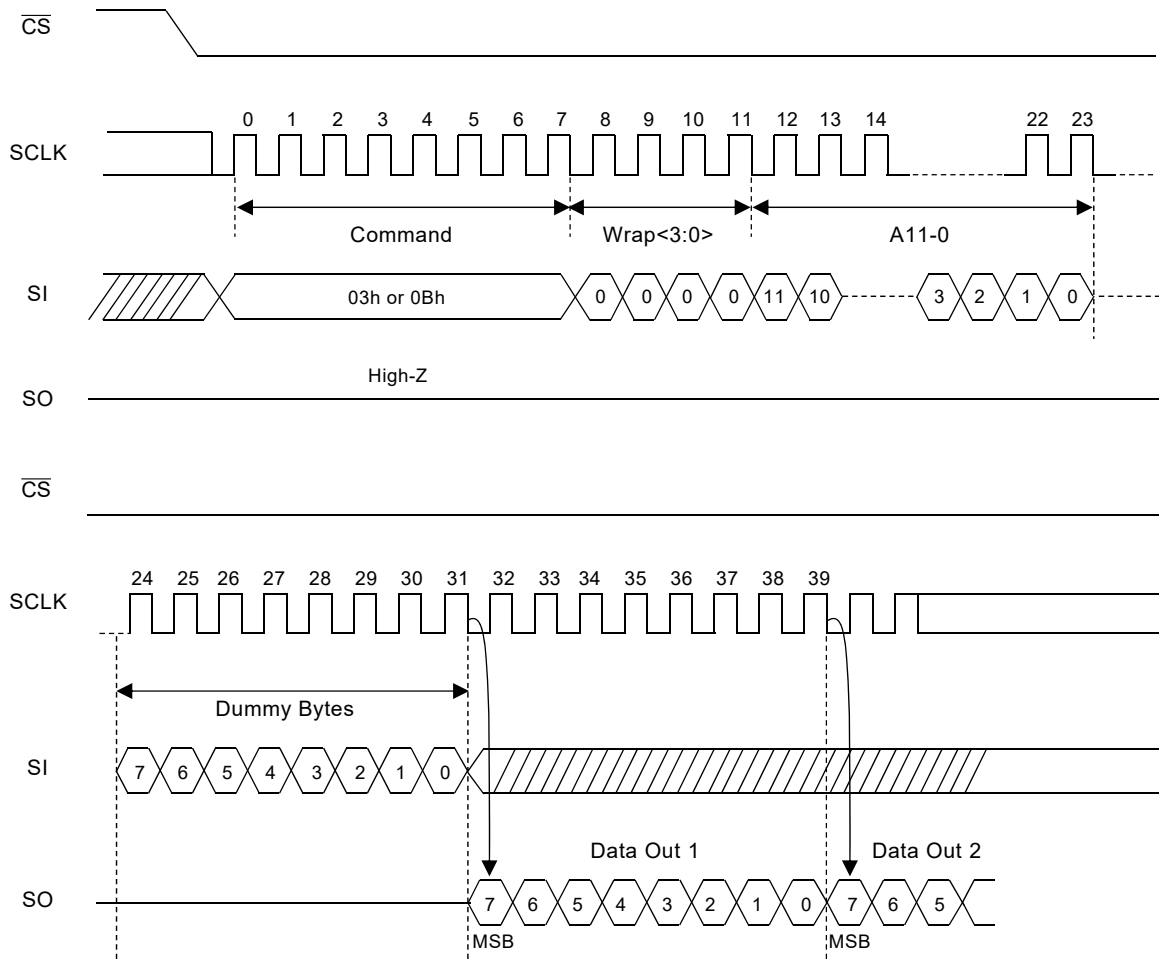 CS
0 1 2 3 4 5 6 7 8 9 10 11 12 13 14 22 23
SCLK
Command Wrap<3:0> A11-0
SI 03h or 0Bh 0 0 0 0 11 10 3 2 1 0
High-Z
SO
CS
24 25 26 27 28 29 30 31 32 33 34 35 36 37 38 39
SCLK
Dummy Bytes
SI 7 6 5 4 3 2 1 0
Data Out 1 Data Out 2
SO 7 6 5 4 3 2 1 0 7 6 5
MSB MSB